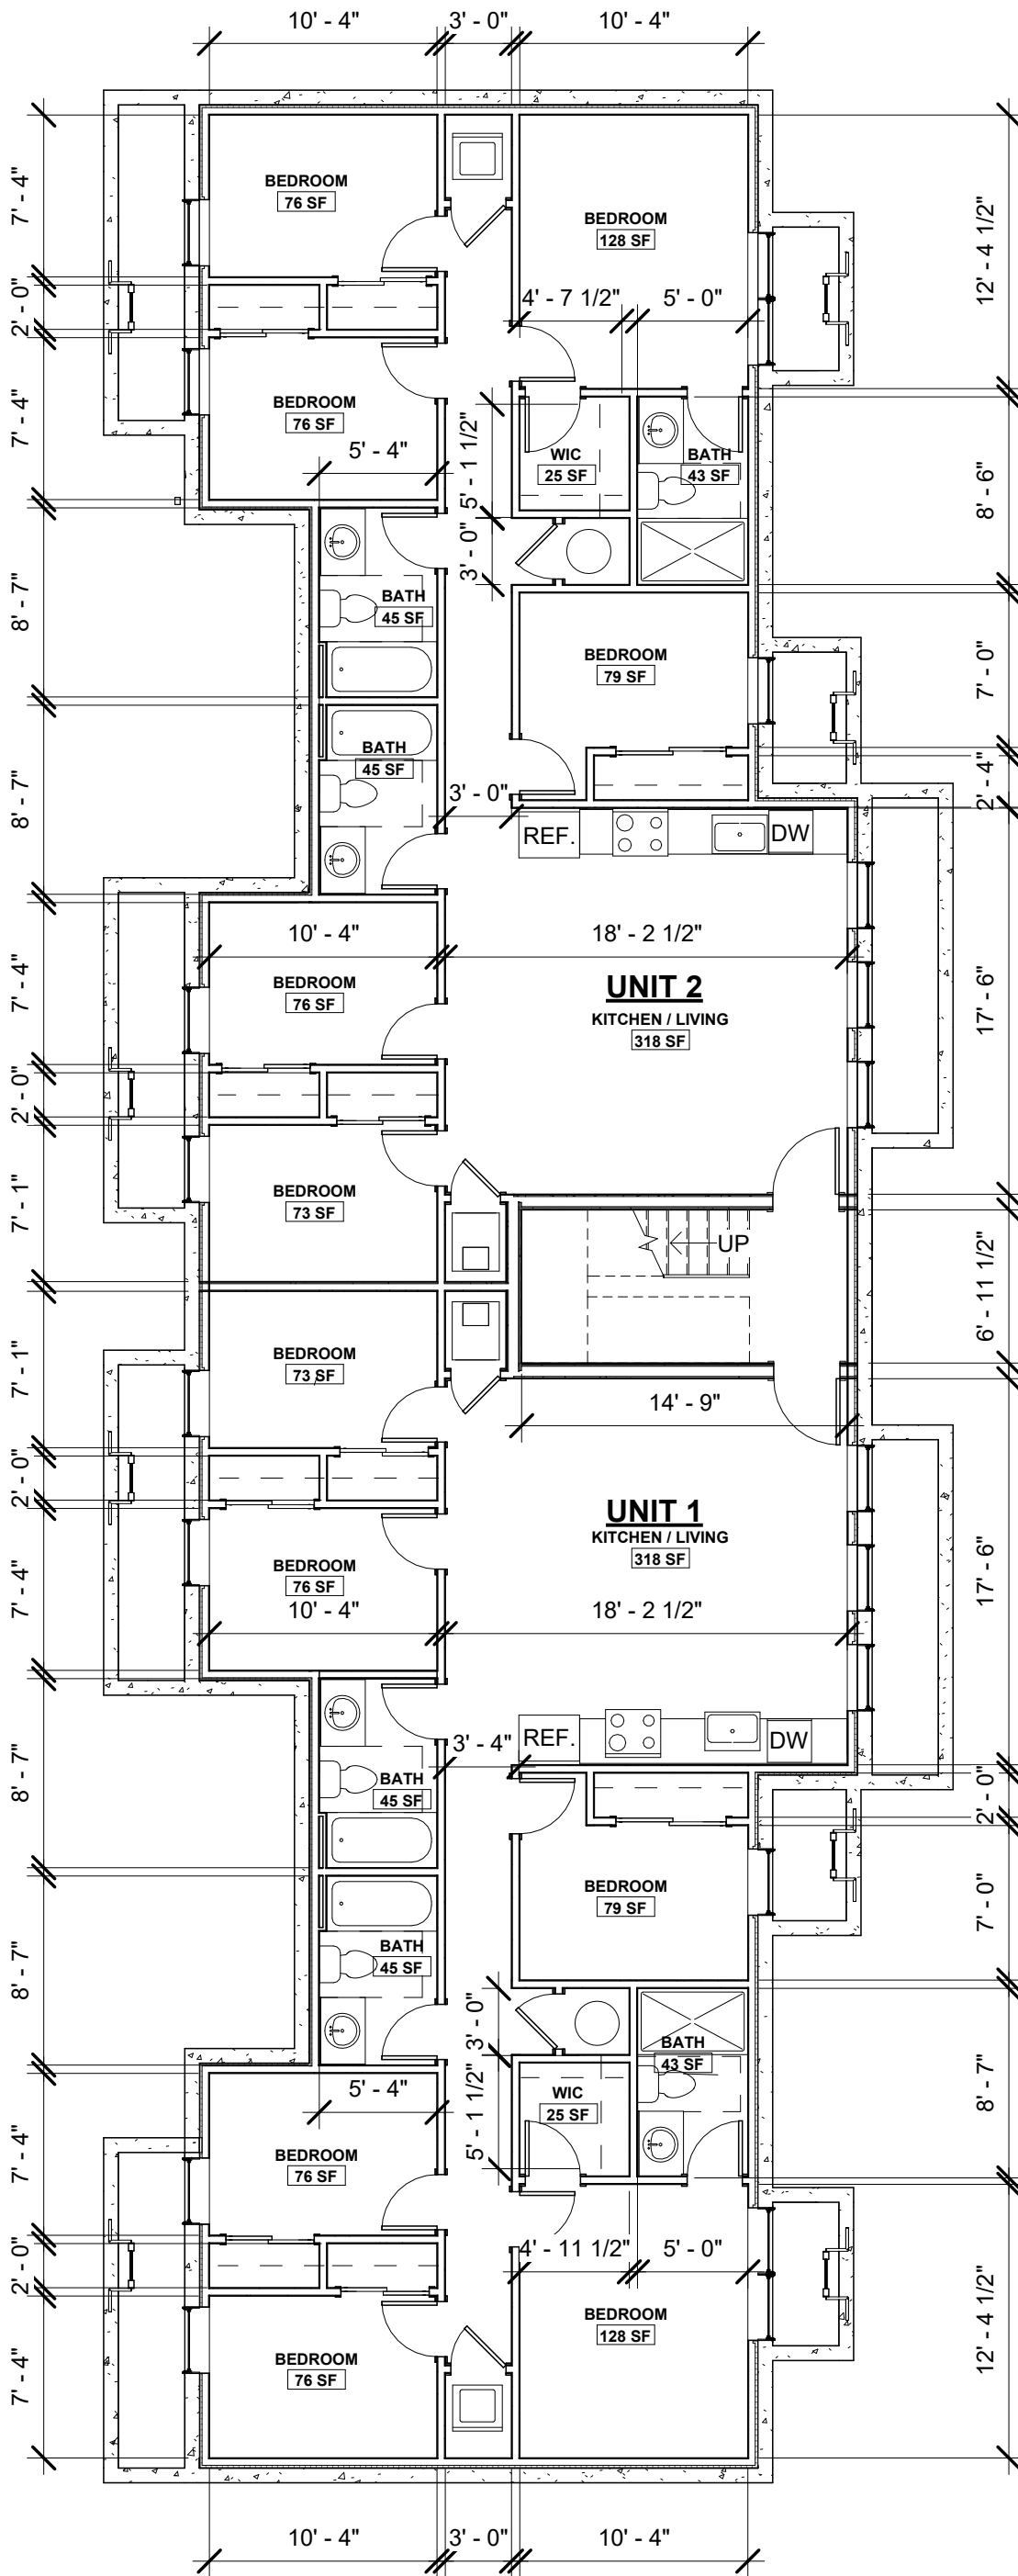 10' - 4"
3' - 0"
10' - 4"
7' - 4"
BEDROOM
76 SF
BEDROOM
128 SF
12' - 4 1/2"
2' - 0"
4' - 7 1/2"
5' - 0"
7' - 4"
BEDROOM
76 SF
5' - 4"
5' - 1 1/2"
WIC
25 SF
BATH
43 SF
8' - 6"
3' - 0"
8' - 7"
BATH
45 SF
BEDROOM
79 SF
7' - 0"
BATH
45 SF
8' - 7"
3' - 0"
2' - 4"
REF.
DW
10' - 4"
18' - 2 1/2"
7' - 4"
BEDROOM
76 SF
UNIT 2
KITCHEN / LIVING
318 SF
17' - 6"
2' - 0"
7' - 1"
BEDROOM
73 SF
UP
6' - 11 1/2"
7' - 1"
BEDROOM
73 SF
14' - 9"
2' - 0"
UNIT 1
KITCHEN / LIVING
318 SF
17' - 6"
7' - 4"
BEDROOM
76 SF
10' - 4"
18' - 2 1/2"
REF.
DW
3' - 4"
8' - 7"
BATH
45 SF
2' - 0"
BEDROOM
79 SF
7' - 0"
8' - 7"
BATH
45 SF
3' - 0"
BATH
43 SF
8' - 7"
5' - 4"
5' - 1 1/2"
WIC
25 SF
7' - 4"
BEDROOM
76 SF
2' - 0"
4' - 11 1/2"
5' - 0"
BEDROOM
128 SF
12' - 4 1/2"
7' - 4"
BEDROOM
76 SF
10' - 4"
3' - 0"
10' - 4"